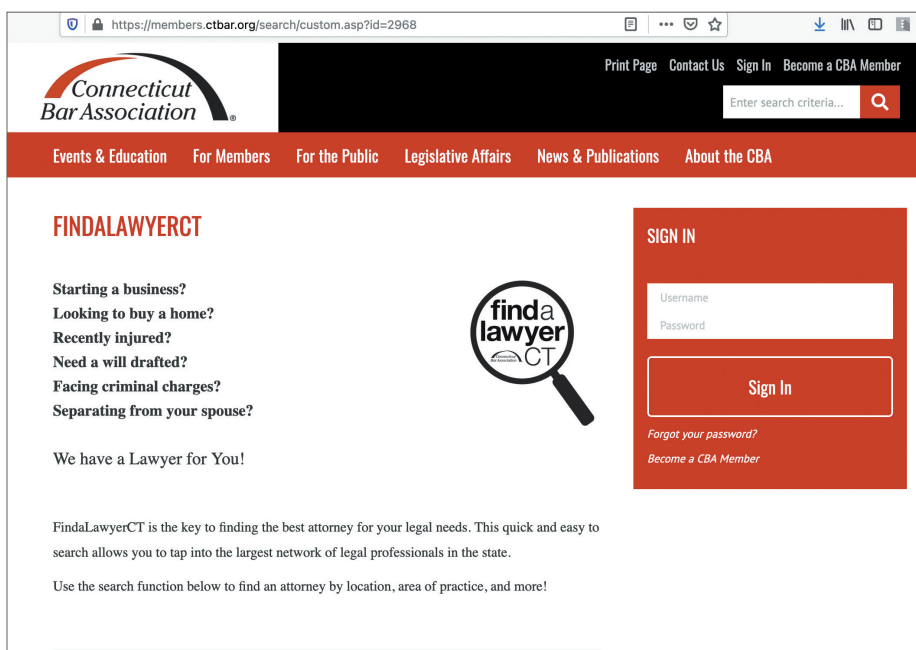 https://members.ctbar.org/search/custom.asp?id=2968
Connecticut
Bar Association
Print Page Contact Us Sign In Become a CBA Member
Enter search criteria...
Events & Education For Members For the Public Legislative Affairs News & Publications About the CBA
FINDALAWYERCT
Starting a business?
Looking to buy a home?
Recently injured?
Need a will drafted?
Facing criminal charges?
Separating from your spouse?
We have a Lawyer for You!
finda
lawyer
Connecticut
Bar Association
CT
FindaLawyerCT is the key to finding the best attorney for your legal needs. This quick and easy to
search allows you to tap into the largest network of legal professionals in the state.
Use the search function below to find an attorney by location, area of practice, and more!
SIGN IN
Username
Password
Sign In
Forgot your password?
Become a CBA Member